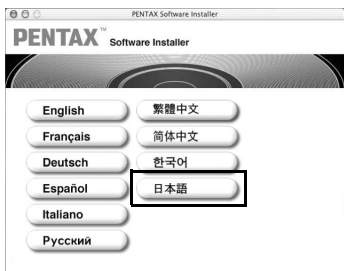 PENTAX Software Installer
PENTAX™ Software Installer
English
Français
Deutsch
Español
Italiano
Русский
繁體中文
简体中文
한국어
日本語